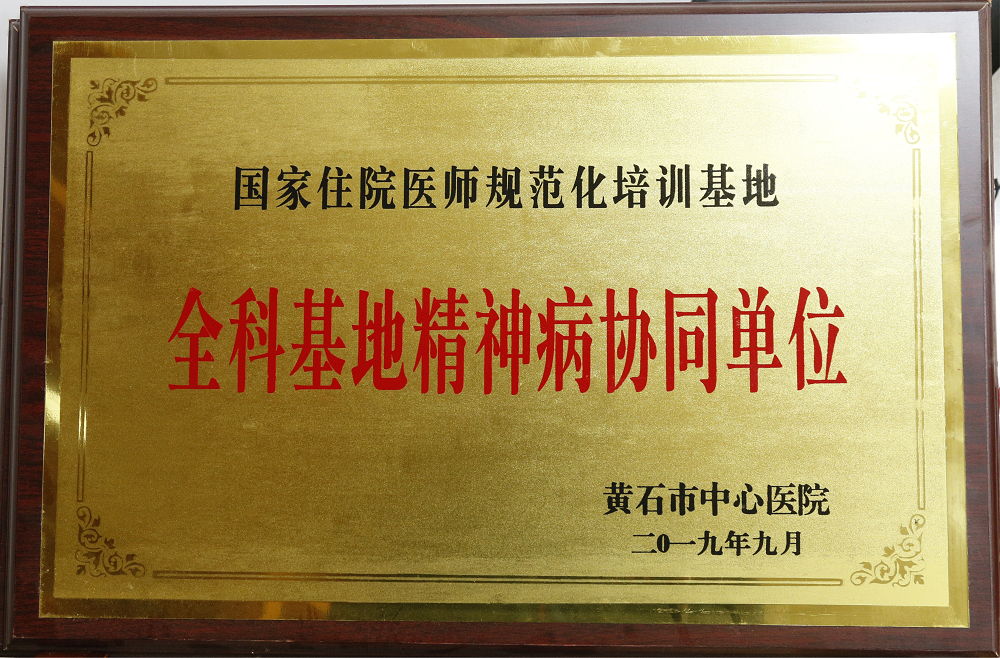 国家住院医师规范化培训基地
全科基地精神病协同单位
黄石市中心医院
二0一九年九月